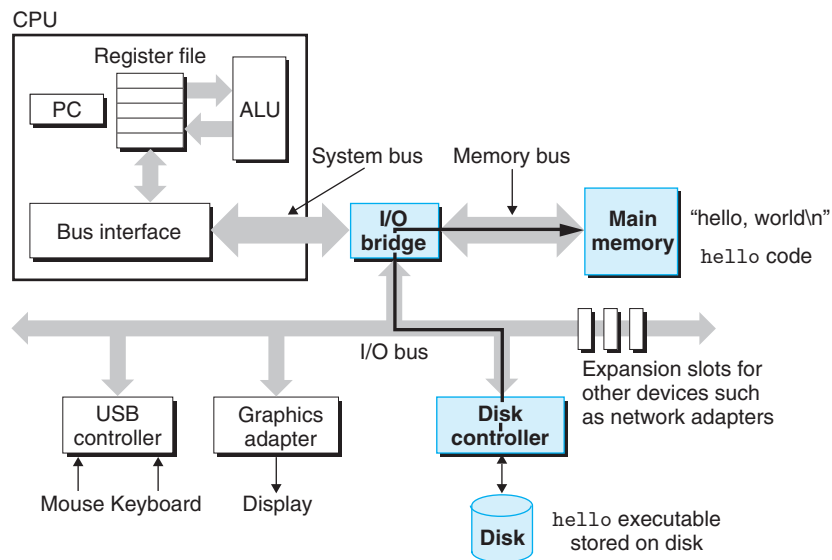 CPU
Register file
PC
ALU
System bus
Memory bus
Bus interface
I/O
bridge
Main
memory
“hello, world\n”
hello code
I/O bus
Expansion slots for
other devices such
as network adapters
USB
controller
Graphics
adapter
Disk
controller
Mouse Keyboard
Display
Disk
hello executable
stored on disk